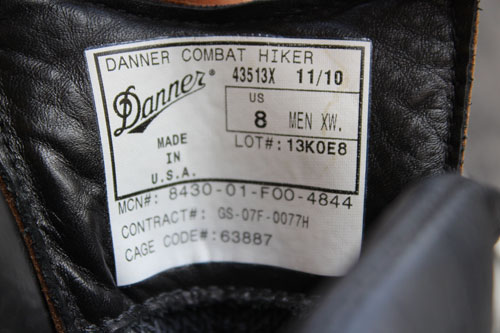 DANNER COMBAT HIKER
43513X 11/10
Danner®
US
8 MEN XW.
MADE
IN
U.S.A.
LOT#: 13K0E8
MCN#: 8430-01-F00-4844
CONTRACT#: GS-07F-0077H
CAGE CODE#: 63887